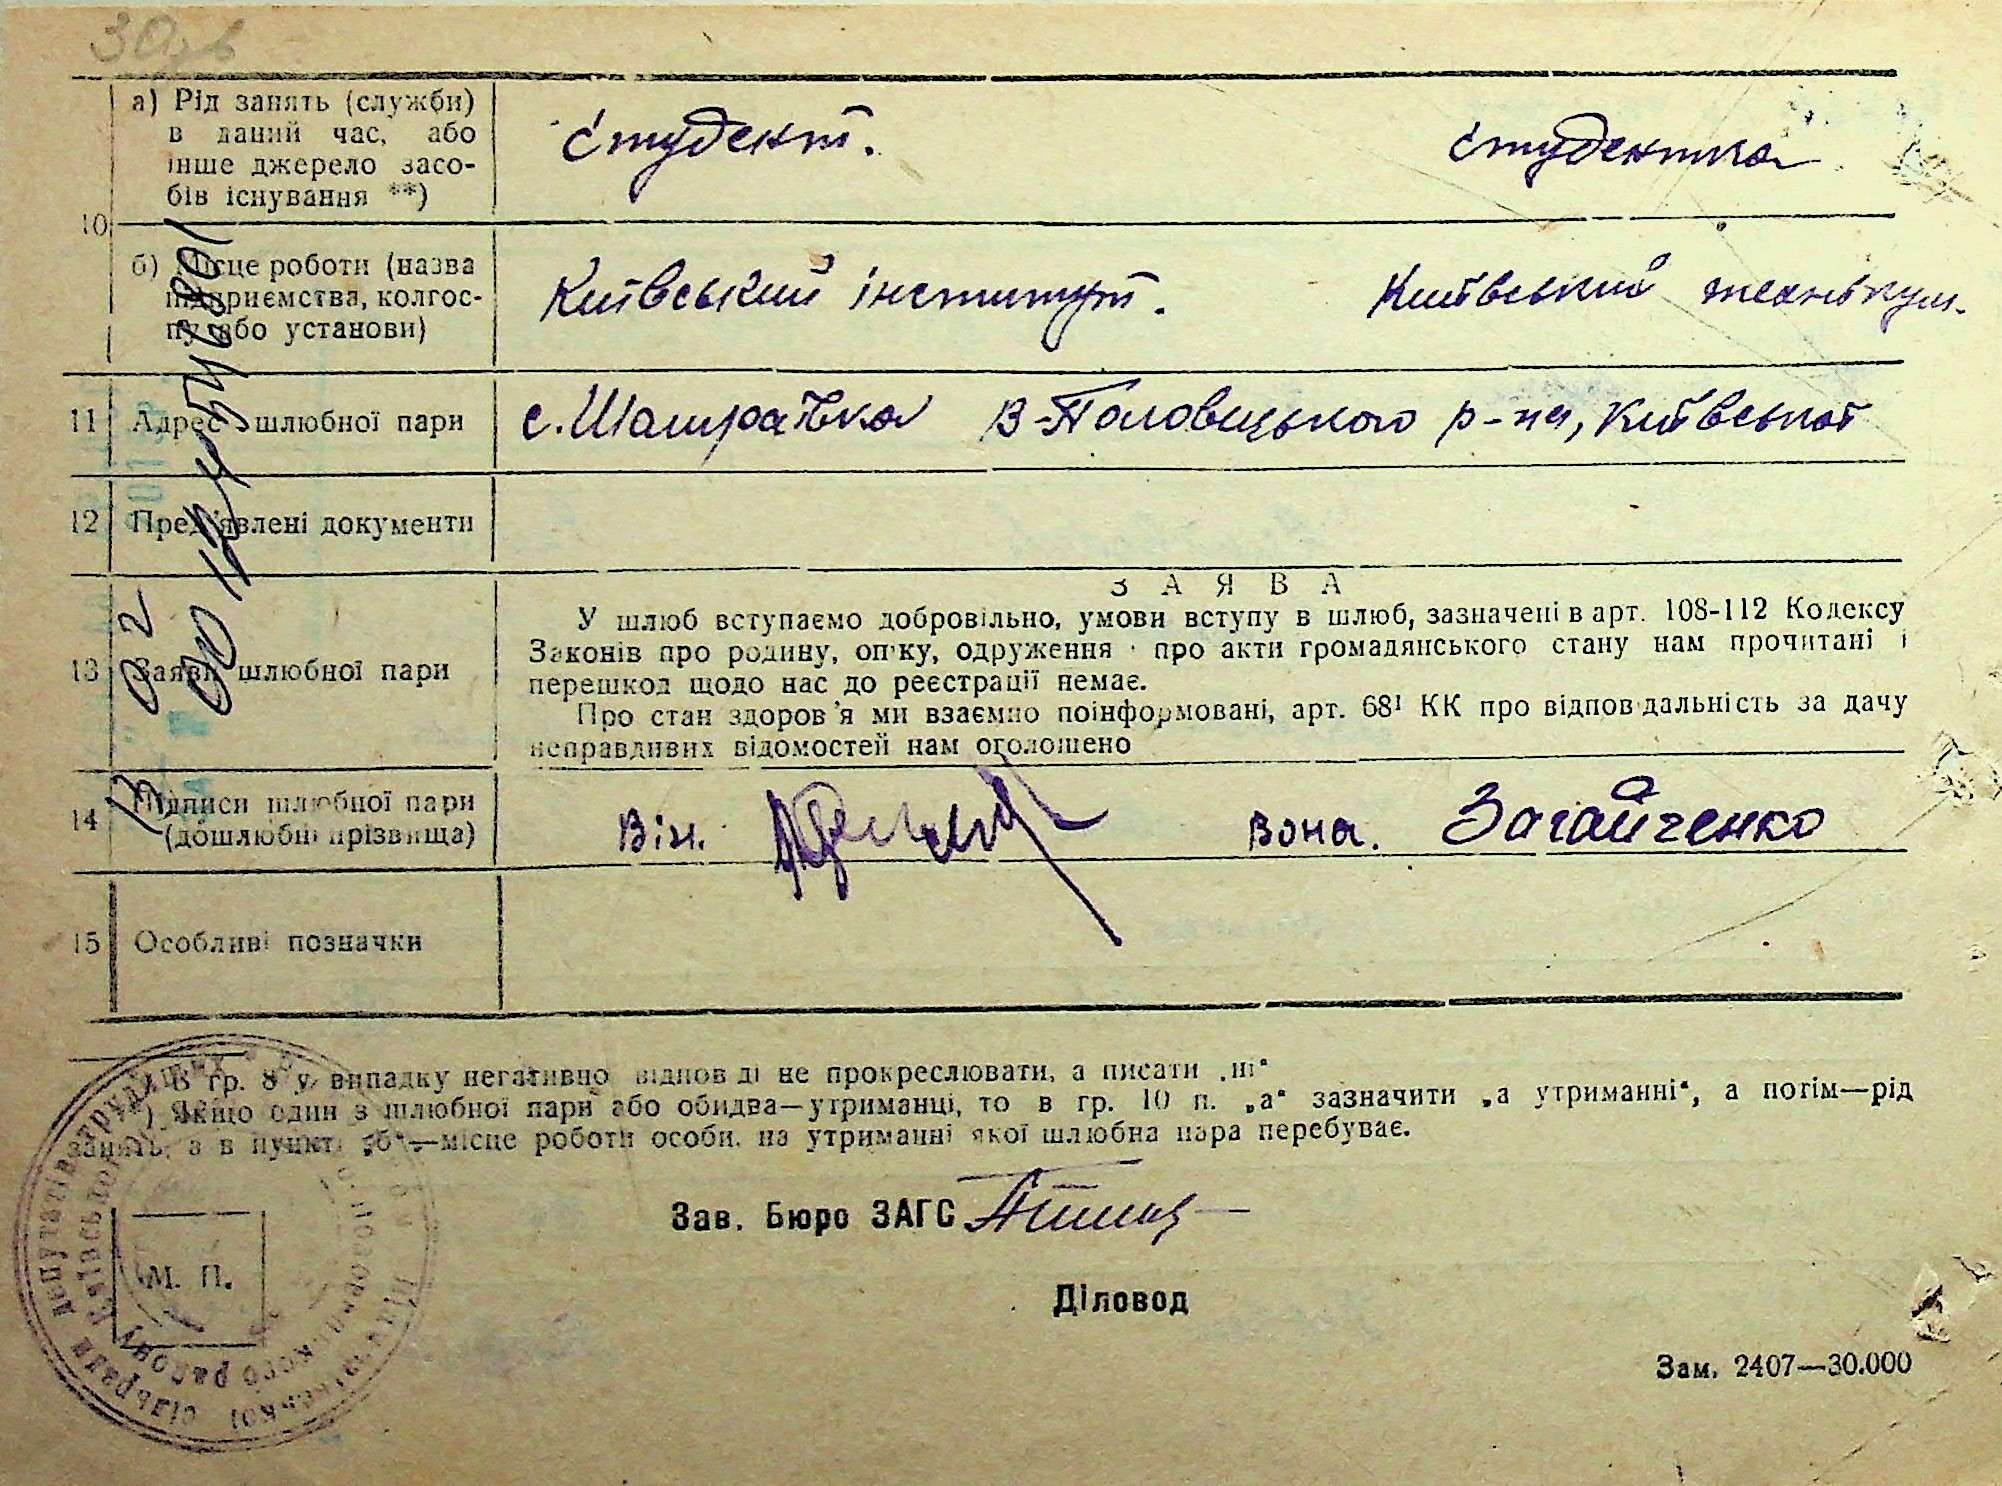 а) Рід занять (служби)
в даний час, або
інше джерело засо-
бів існування **)
Студент.
Студентка
10
б) Місце роботи (назва
підприємства, колгос-
пу або установи)
Київський інститут.
Київський технікум.
11 Адрес шлюбної пари
с. Шамраївка В-Половецького р-на, Київської
12 Пред'явлені документи
13 Заяви шлюбної пари
ЗАЯВА
У шлюб вступаємо добровільно, умови вступу в шлюб, зазначені в арт. 108-112 Кодексу
Законів про родину, опіку, одруження і про акти громадянського стану нам прочитані і
перешкод щодо нас до реєстрації немає.
Про стан здоров'я ми взаємно поінформовані, арт. 68¹ КК про відповідальність за дачу
неправдивих відомостей нам оголошено
14 Підписи шлюбної пари
(дошлюбні прізвища)
Він.
Вона. Загайченко
15 Особливі позначки
В гр. 8 у випадку негативно відповіді не прокреслювати, а писати „ні“
*) Якщо один з шлюбної пари або обидва—утриманці, то в гр. 10 п. „а“ зазначити „а утриманні“, а потім—рід
занять, а в пункті „б“—місце роботи особи, на утриманні якої шлюбна пара перебуває.
Зав. Бюро ЗАГС
М. П.
Діловод
Зам. 2407—30.000